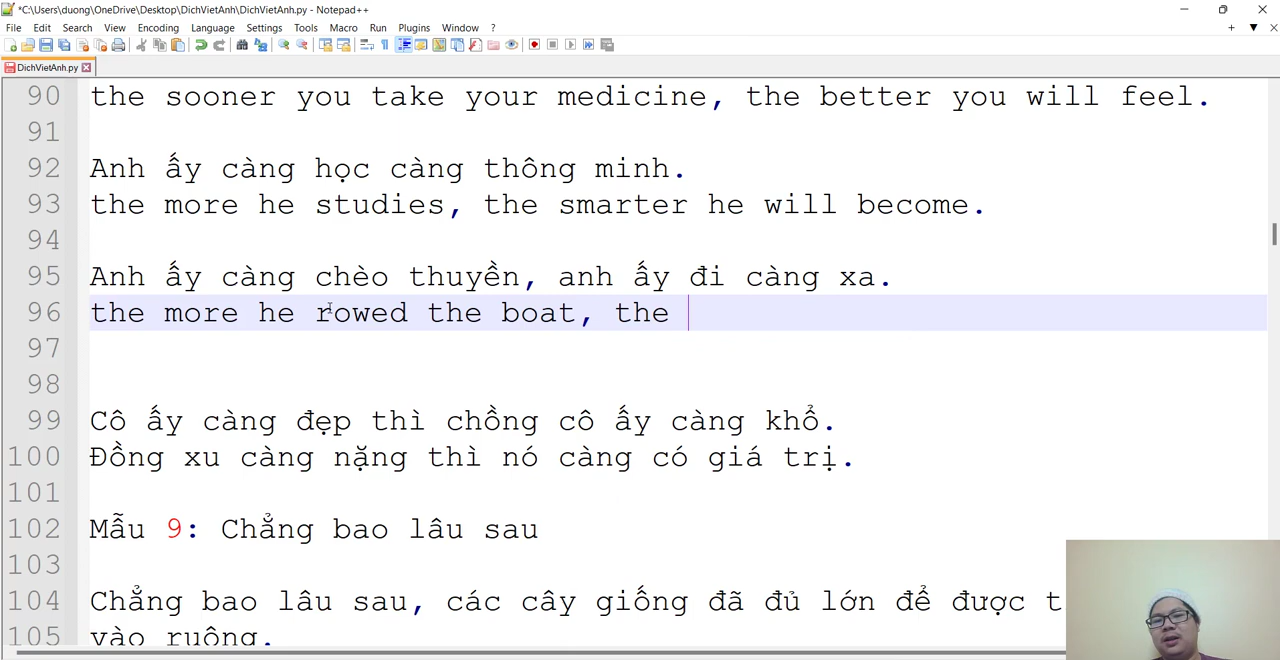 *C:\Users\duong\OneDrive\Desktop\DichVietAnh\DichVietAnh.py - Notepad++
File Edit Search View Encoding Language Settings Tools Macro Run Plugins Window ?
DichVietAnh.py
90 the sooner you take your medicine, the better you will feel.
91
92 Anh ấy càng học càng thông minh.
93 the more he studies, the smarter he will become.
94
95 Anh ấy càng chèo thuyền, anh ấy đi càng xa.
96 the more he rowed the boat, the
97
98
99 Cô ấy càng đẹp thì chồng cô ấy càng khổ.
100 Đồng xu càng nặng thì nó càng có giá trị.
101
102 Mẫu 9: Chẳng bao lâu sau
103
104 Chẳng bao lâu sau, các cây giống đã đủ lớn để được
105 vào ruộng.